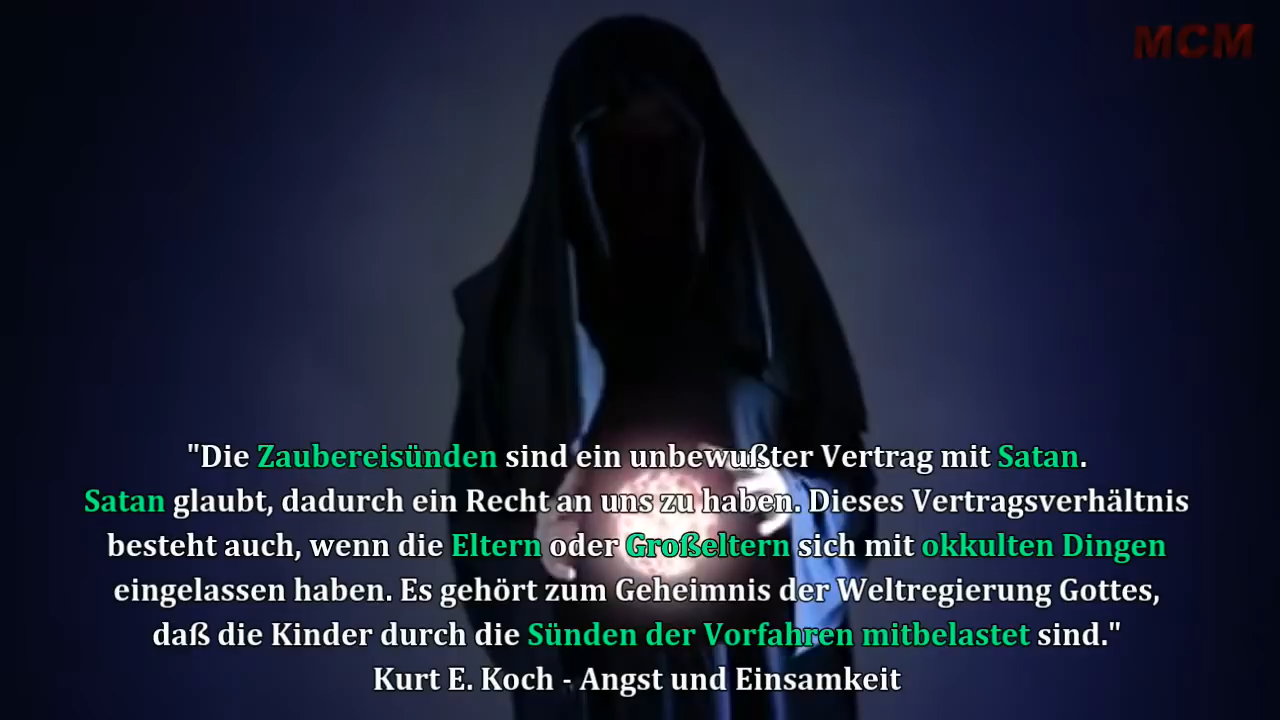 MCM
"Die Zaubereisünden sind ein unbewußter Vertrag mit Satan.
Satan glaubt, dadurch ein Recht an uns zu haben. Dieses Vertragsverhältnis
besteht auch, wenn die Eltern oder Großeltern sich mit okkulten Dingen
eingelassen haben. Es gehört zum Geheimnis der Weltregierung Gottes,
daß die Kinder durch die Sünden der Vorfahren mitbelastet sind."
Kurt E. Koch - Angst und Einsamkeit